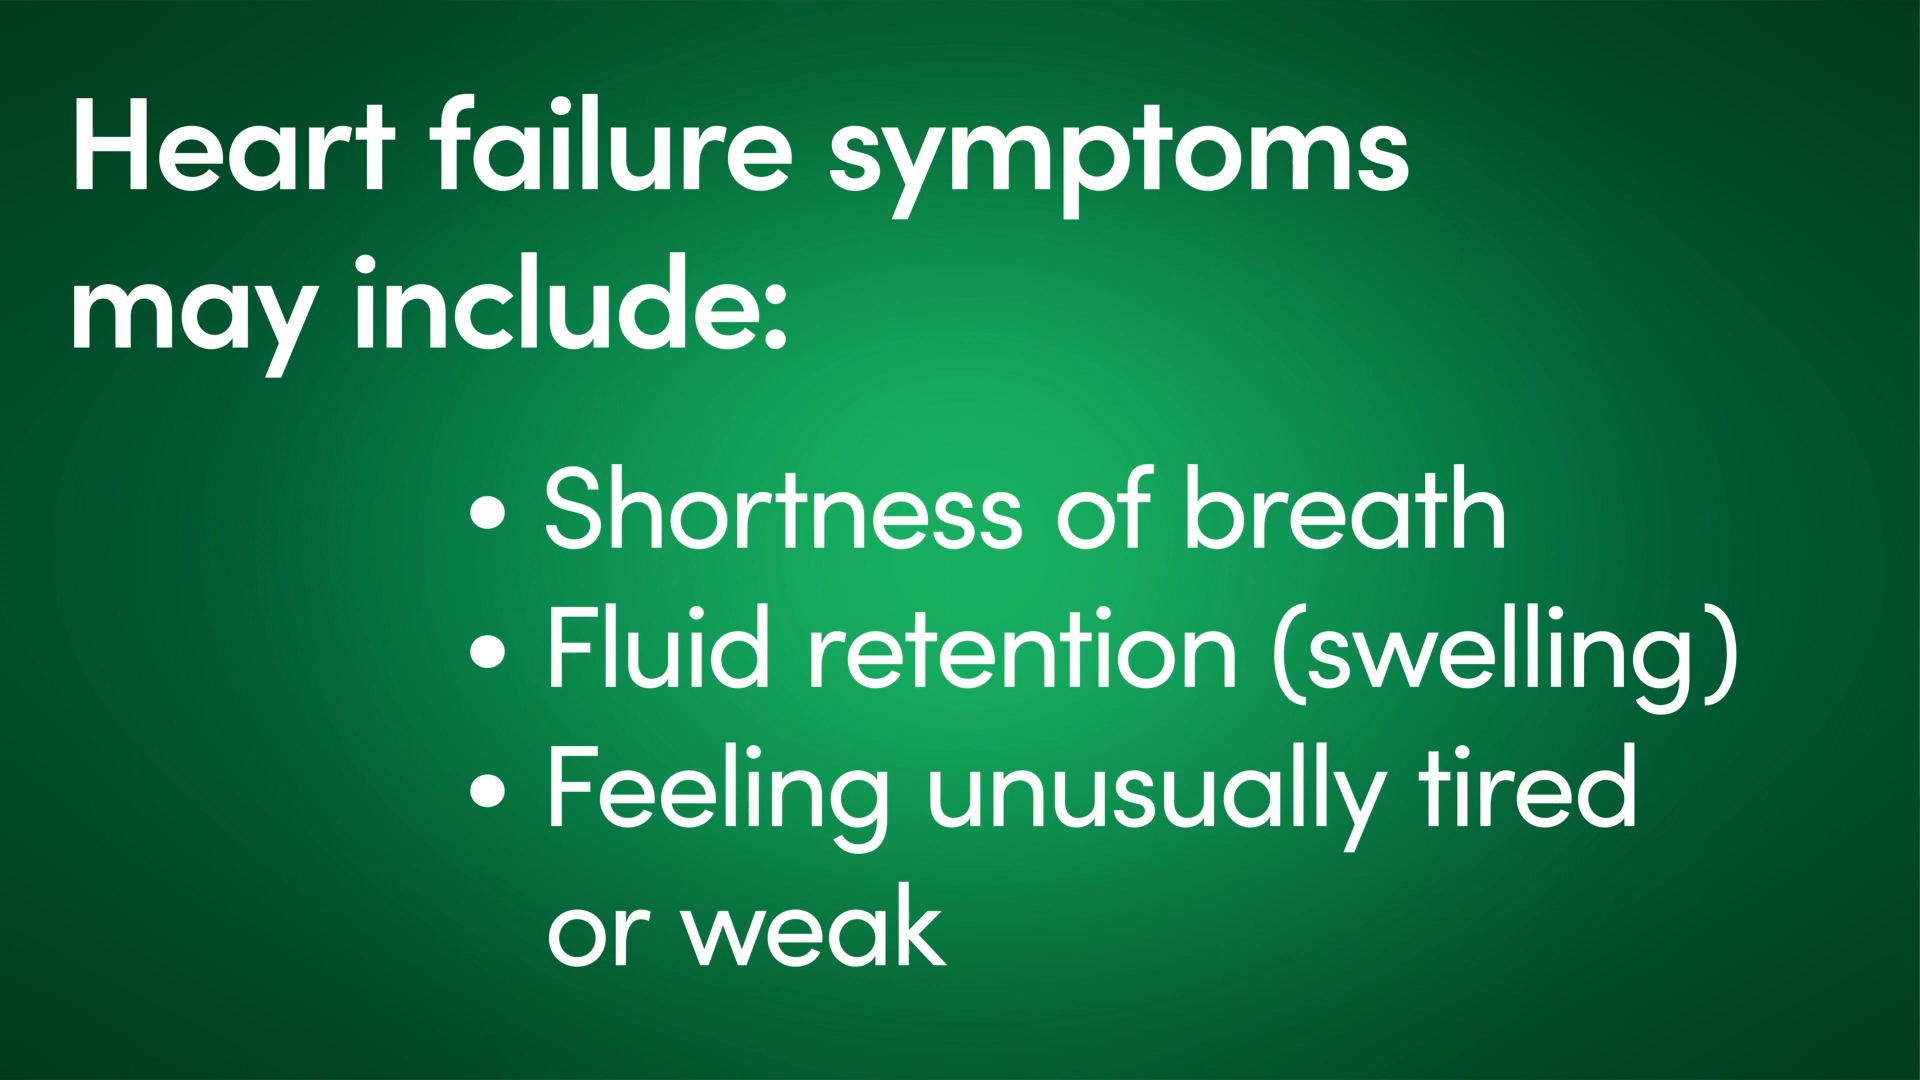 Heart failure symptoms
may include:
• Shortness of breath
• Fluid retention (swelling)
• Feeling unusually tired
or weak